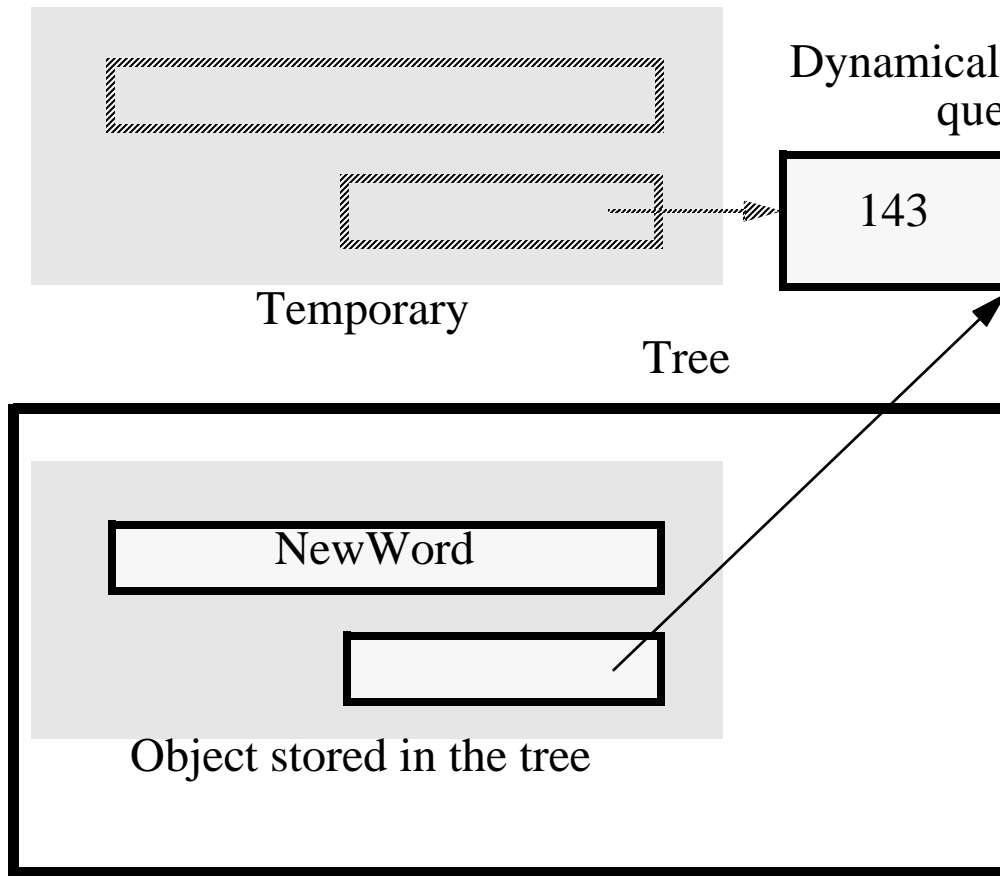 Dynamical
que
143
Temporary
Tree
NewWord
Object stored in the tree